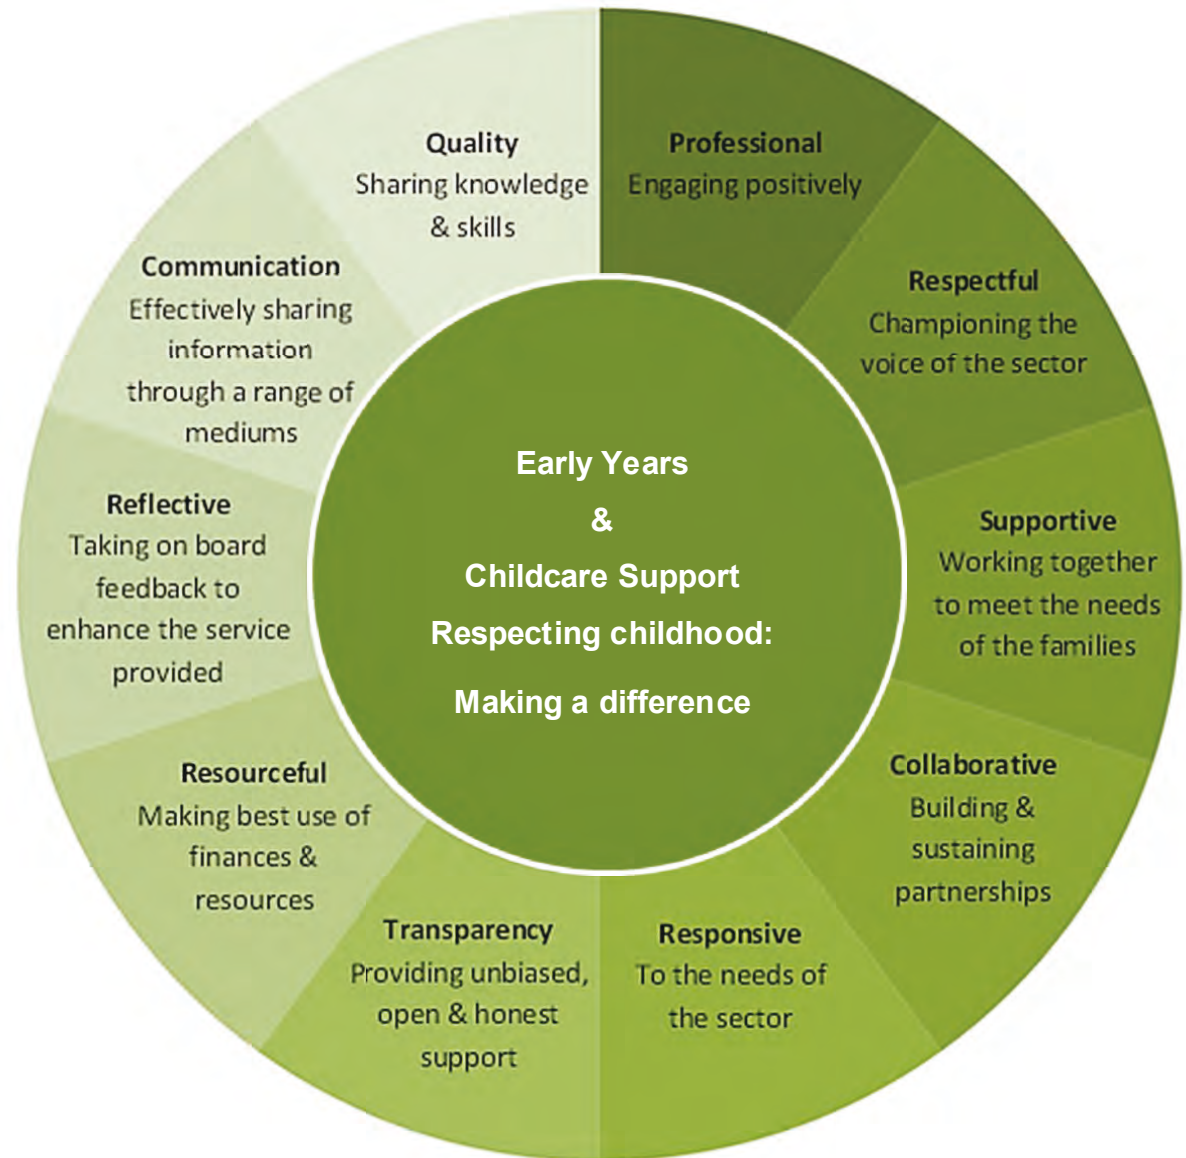 Professional
Engaging positively
Respectful
Championing the
voice of the sector
Supportive
Working together
to meet the needs
of the families
Collaborative
Building &
sustaining
partnerships
Responsive
To the needs of
the sector
Transparency
Providing unbiased,
open & honest
support
Resourceful
Making best use of
finances &
resources
Reflective
Taking on board
feedback to
enhance the service
provided
Communication
Effectively sharing
information
through a range of
mediums
Quality
Sharing knowledge
& skills
Early Years
&
Childcare Support
Respecting childhood:
Making a difference